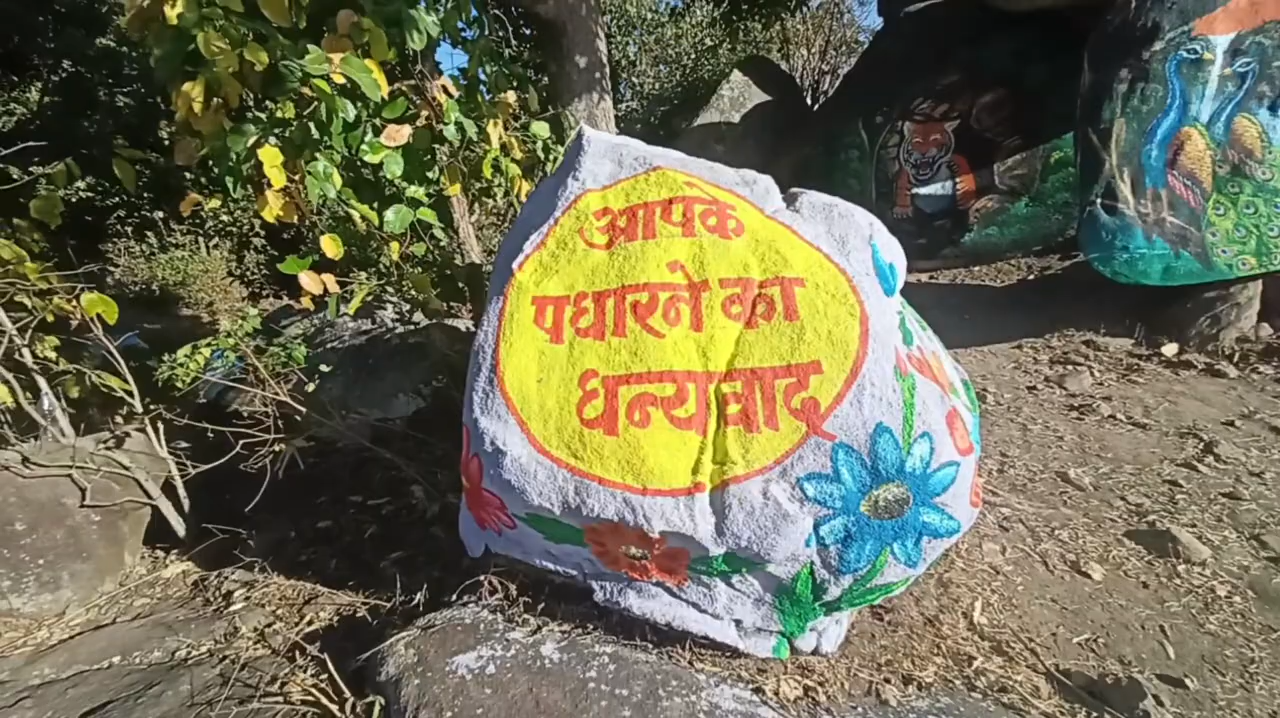 आपके
पधारने का
धन्यवाद